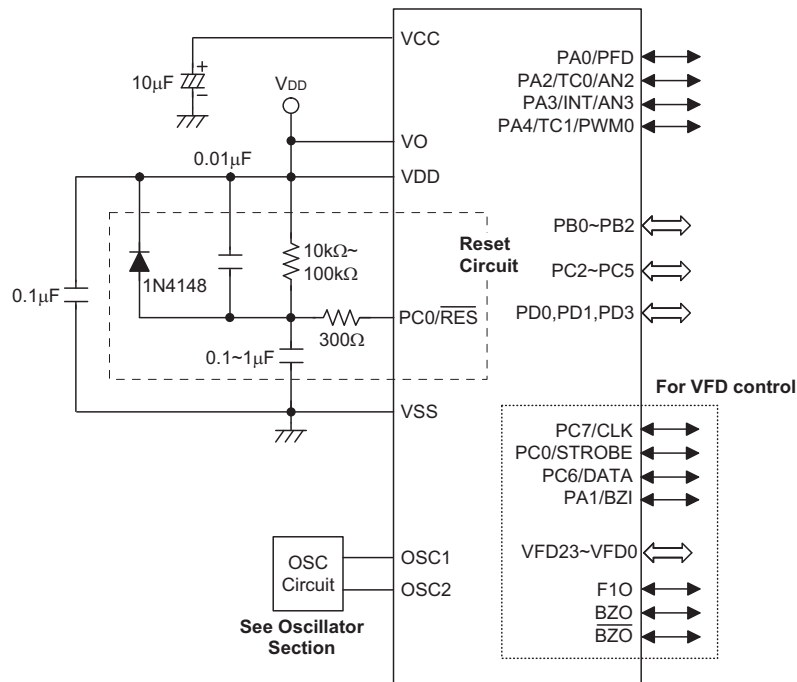 VCC
10µF
+
−
VDD
VO
0.01µF
VDD
10kΩ~
100kΩ
Reset
Circuit
1N4148
0.1µF
PC0/R̅E̅S̅
300Ω
0.1~1µF
VSS
OSC
Circuit
OSC1
OSC2
See Oscillator
Section
PA0/PFD
PA2/TC0/AN2
PA3/INT/AN3
PA4/TC1/PWM0
PB0~PB2
PC2~PC5
PD0,PD1,PD3
For VFD control
PC7/CLK
PC0/STROBE
PC6/DATA
PA1/BZI
VFD23~VFD0
F1O
BZO
B̅Z̅O̅